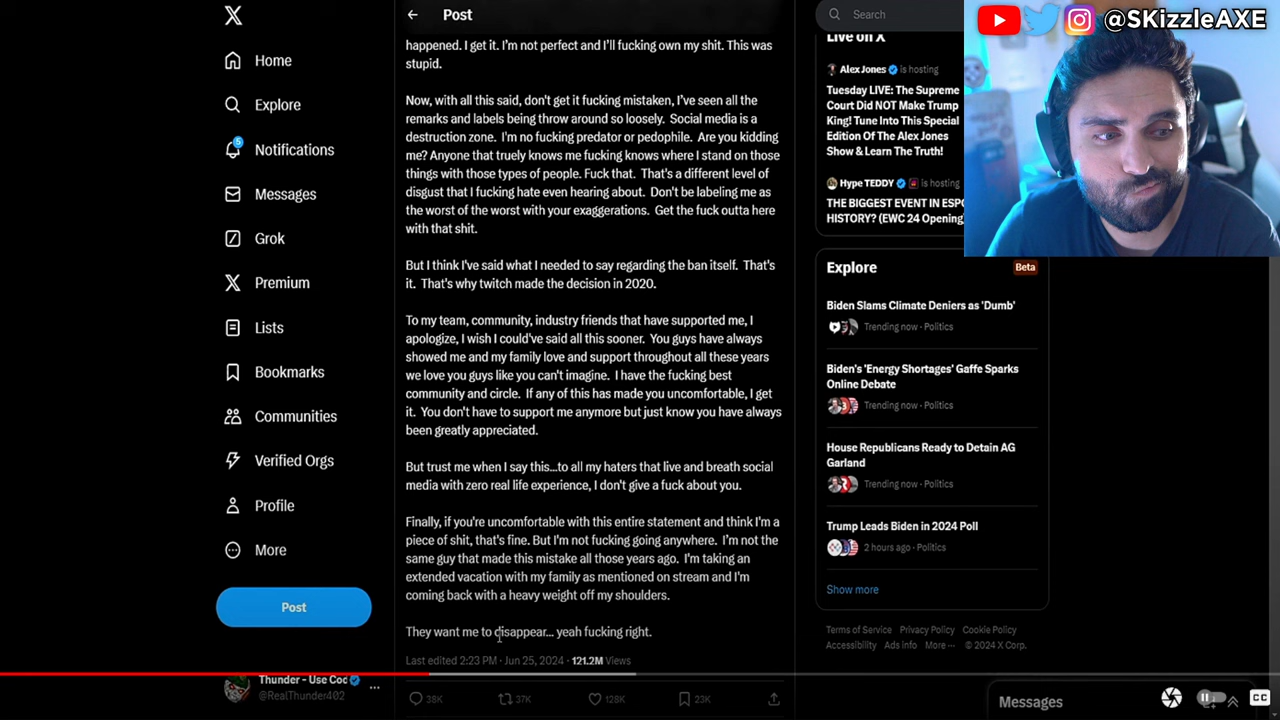 @SKizzleAXE
Post
Search
Home
Explore
5
Notifications
Messages
Grok
Premium
Lists
Bookmarks
Communities
Verified Orgs
Profile
More
Post
Thunder - Use Coc
@RealThunder402
happened. I get it. I'm not perfect and I'll fucking own my shit. This was
stupid.
Now, with all this said, don't get it fucking mistaken, I've seen all the
remarks and labels being throw around so loosely. Social media is a
destruction zone. I'm no fucking predator or pedophile. Are you kidding
me? Anyone that truely knows me fucking knows where I stand on those
things with those types of people. Fuck that. That's a different level of
disgust that I fucking hate even hearing about. Don't be labeling me as
the worst of the worst with your exaggerations. Get the fuck outta here
with that shit.
But I think I've said what I needed to say regarding the ban itself. That's
it. That's why twitch made the decision in 2020.
To my team, community, industry friends that have supported me, I
apologize, I wish I could've said all this sooner. You guys have always
showed me and my family love and support throughout all these years
we love you guys like you can't imagine. I have the fucking best
community and circle. If any of this has made you uncomfortable, I get
it. You don't have to support me anymore but just know you have always
been greatly appreciated.
But trust me when I say this...to all my haters that live and breath social
media with zero real life experience, I don't give a fuck about you.
Finally, if you're uncomfortable with this entire statement and think I'm a
piece of shit, that's fine. But I'm not fucking going anywhere. I'm not the
same guy that made this mistake all those years ago. I'm taking an
extended vacation with my family as mentioned on stream and I'm
coming back with a heavy weight off my shoulders.
They want me to disappear... yeah fucking right.
Last edited 2:23 PM · Jun 25, 2024 · 121.2M Views
38K 37K 128K 23K
Live on X
Alex Jones is hosting
Tuesday LIVE: The Supreme
Court Did NOT Make Trump
King! Tune Into This Special
Edition Of The Alex Jones
Show & Learn The Truth!
Hype TEDDY is hosting
THE BIGGEST EVENT IN ESPO
HISTORY? (EWC 24 Opening
Explore Beta
Biden Slams Climate Deniers as 'Dumb'
Trending now · Politics
Biden's 'Energy Shortages' Gaffe Sparks
Online Debate
Trending now · Politics
House Republicans Ready to Detain AG
Garland
Trending now · Politics
Trump Leads Biden in 2024 Poll
2 hours ago · Politics
Show more
Terms of Service Privacy Policy Cookie Policy
Accessibility Ads info More ··· © 2024 X Corp.
Messages
CC